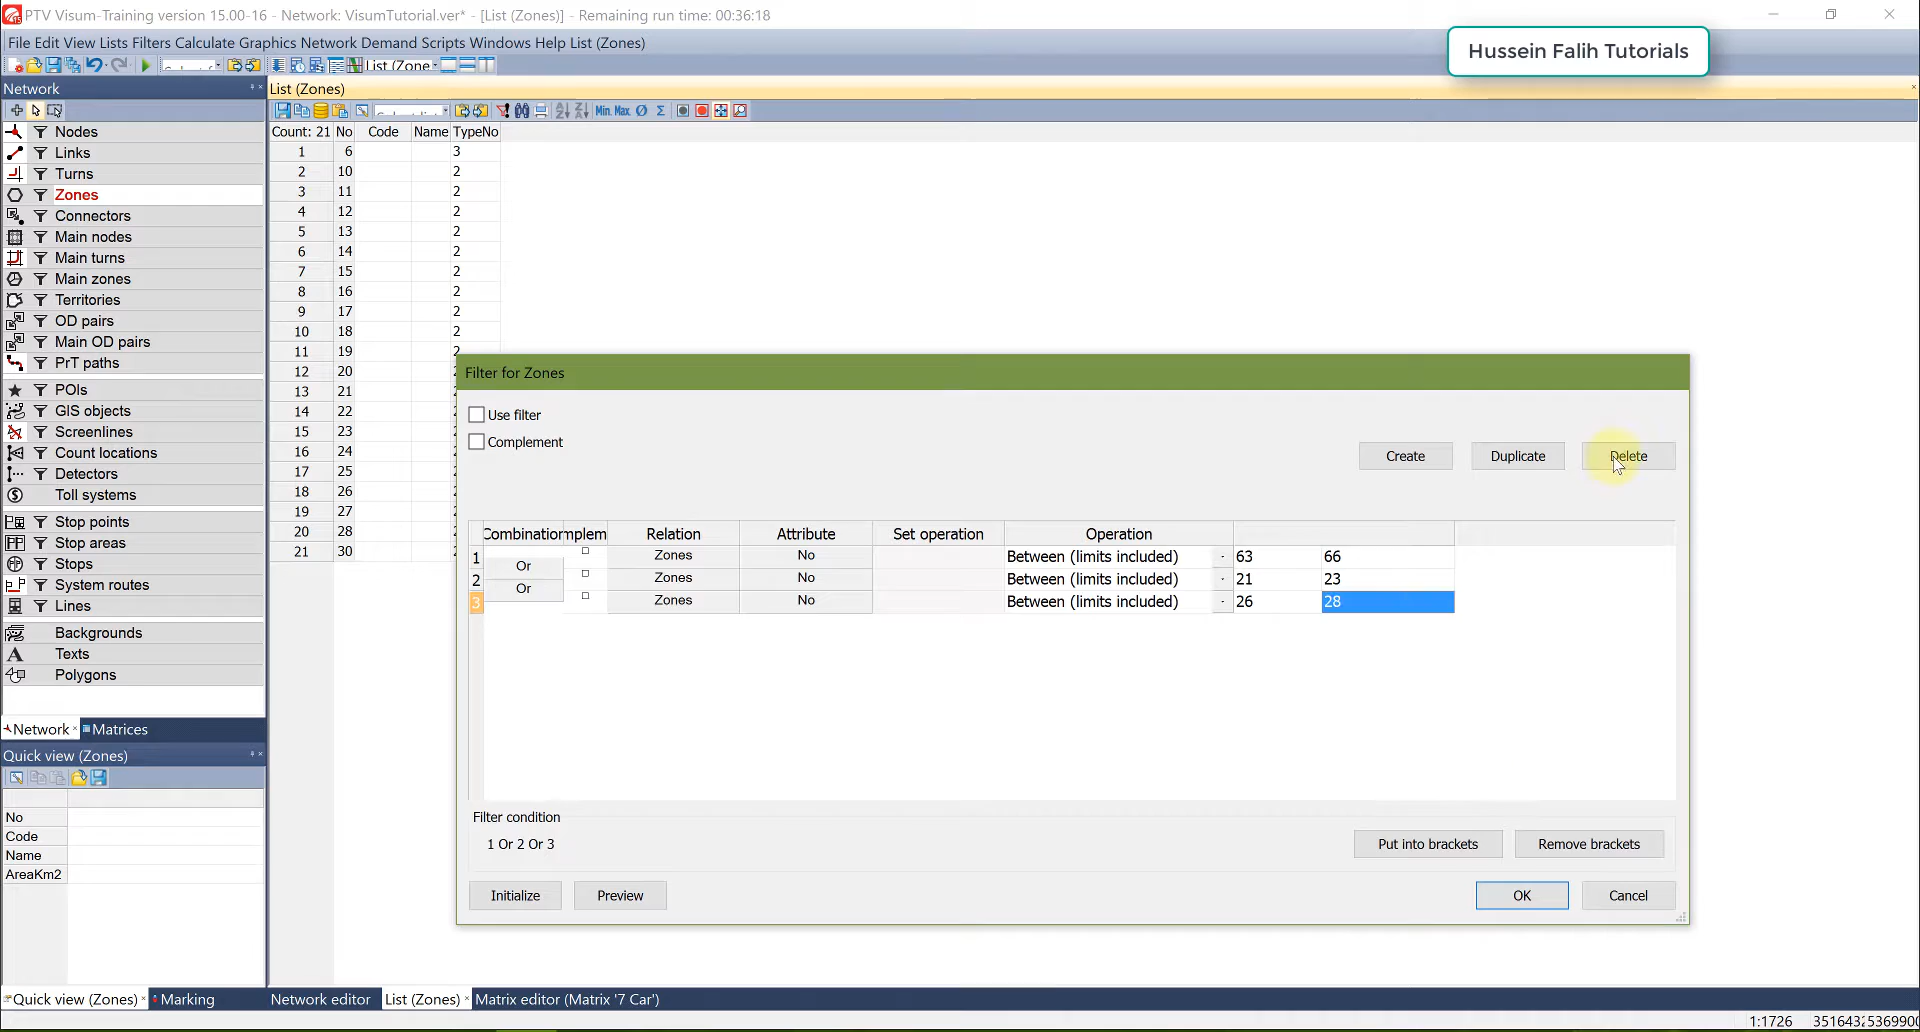 PTV Visum-Training version 15.00-16 - Network: VisumTutorial.ver* - [List (Zones)] - Remaining run time: 00:36:18
File Edit View Lists Filters Calculate Graphics Network Demand Scripts Windows Help List (Zones)
Hussein Falih Tutorials
List (Zone
Network
List (Zones)
Min Max Ø Σ
Nodes
Links
Turns
Zones
Connectors
Main nodes
Main turns
Main zones
Territories
OD pairs
Main OD pairs
PrT paths
POIs
GIS objects
Screenlines
Count locations
Detectors
Toll systems
Stop points
Stop areas
Stops
System routes
Lines
Backgrounds
Texts
Polygons
Network Matrices
Quick view (Zones)
No
Code
Name
AreaKm2
Quick view (Zones) Marking
Count: 21 No Code Name TypeNo
1 6 3
2 10 2
3 11 2
4 12 2
5 13 2
6 14 2
7 15 2
8 16 2
9 17 2
10 18 2
11 19 2
12 20
13 21
14 22
15 23
16 24
17 25
18 26
19 27
20 28
21 30
Filter for Zones
Use filter
Complement
Create Duplicate Delete
Combination mplem Relation Attribute Set operation Operation
1 Zones No Between (limits included) 63 66
Or
2 Zones No Between (limits included) 21 23
Or
3 Zones No Between (limits included) 26 28
Filter condition
1 Or 2 Or 3
Put into brackets Remove brackets
Initialize Preview OK Cancel
Network editor List (Zones) Matrix editor (Matrix '7 Car')
1:1726